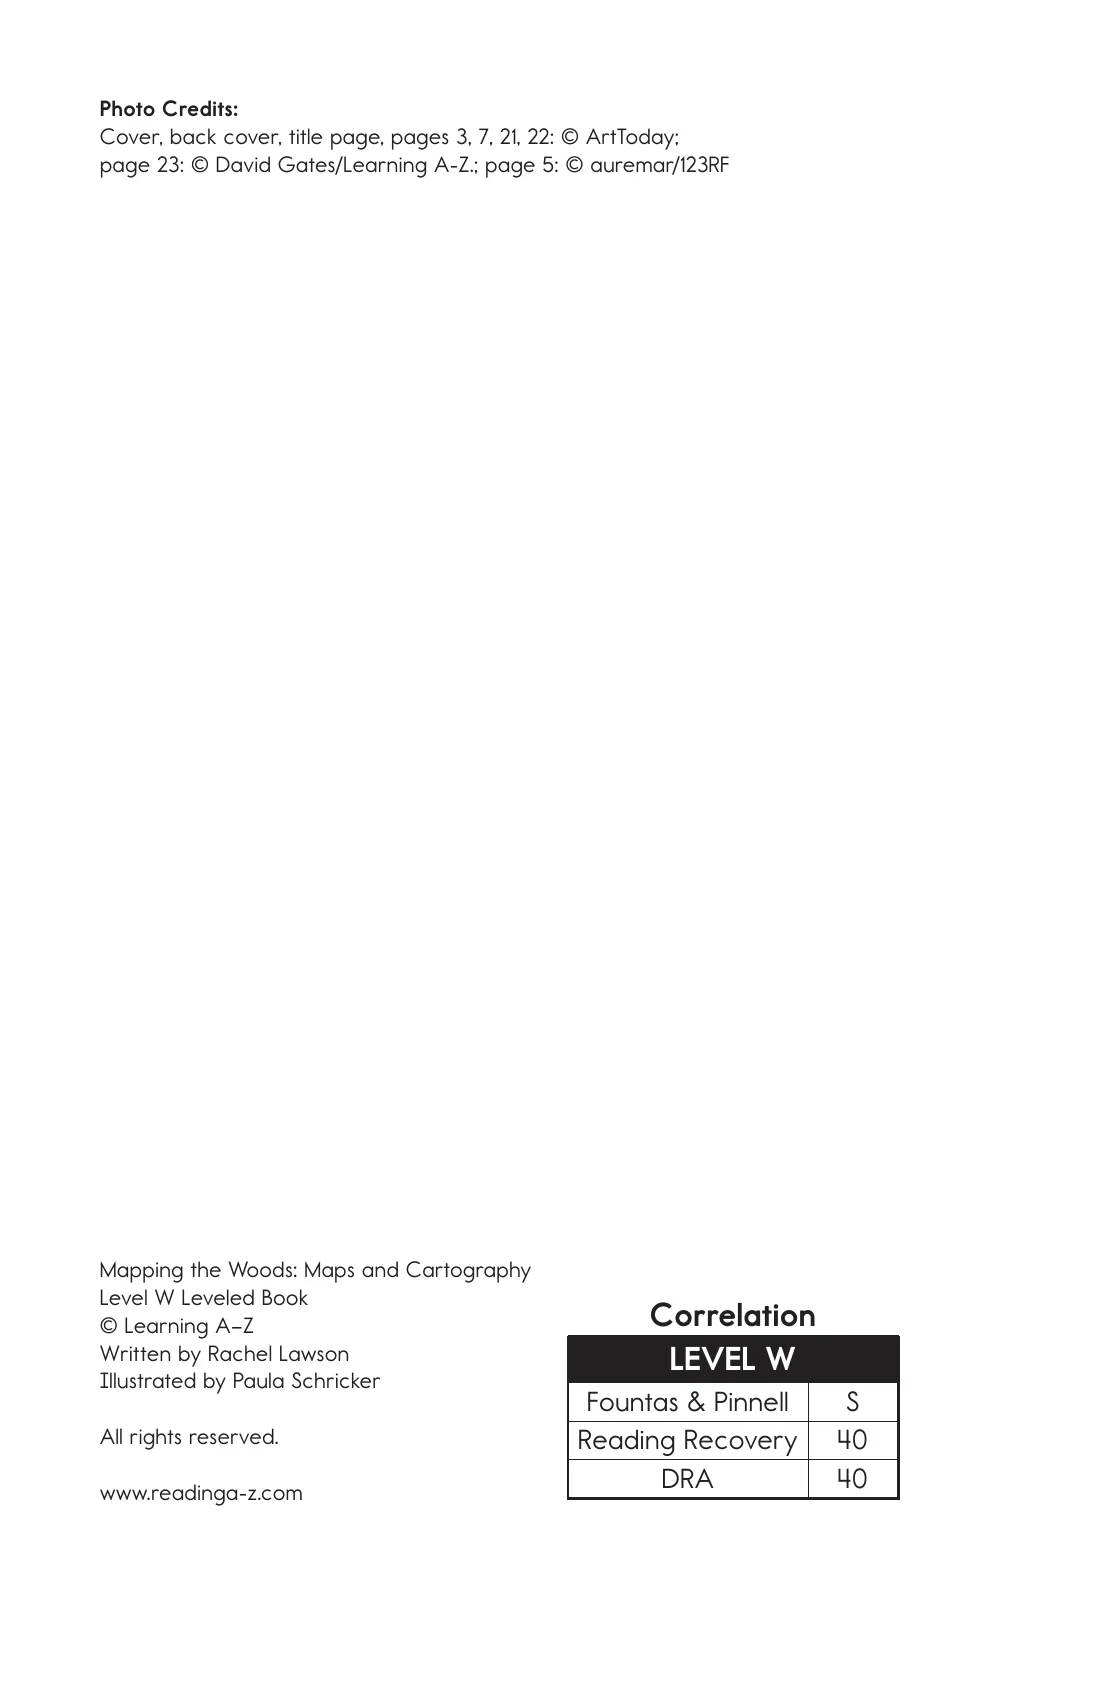 Photo Credits:
Cover, back cover, title page, pages 3, 7, 21, 22: © ArtToday;
page 23: © David Gates/Learning A-Z.; page 5: © auremar/123RF
Mapping the Woods: Maps and Cartography
Level W Leveled Book
© Learning A–Z
Written by Rachel Lawson
Illustrated by Paula Schricker
All rights reserved.
www.readinga-z.com
Correlation
LEVEL W
Fountas & Pinnell S
Reading Recovery 40
DRA 40